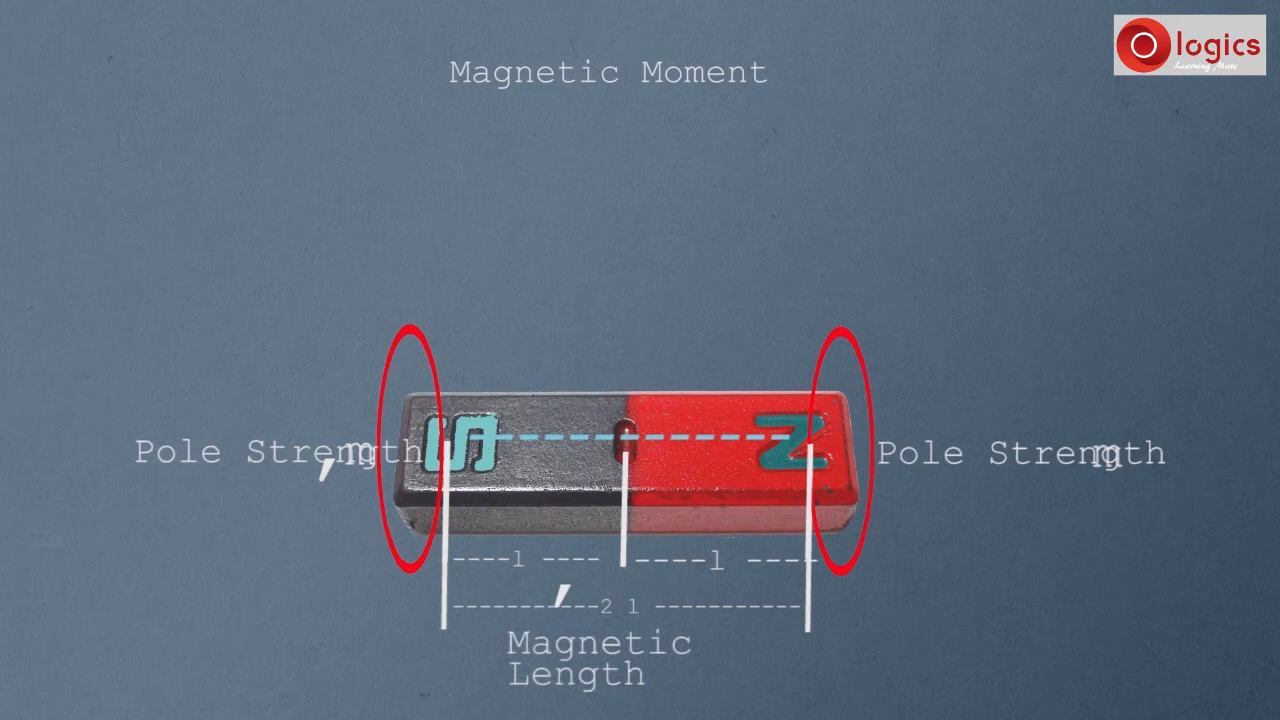 Magnetic Moment
logics
Learning Mate
S
N
Pole Strength
m
Pole Strength
m
----l ----
----l ----
----------2 l -----------
Magnetic
Length